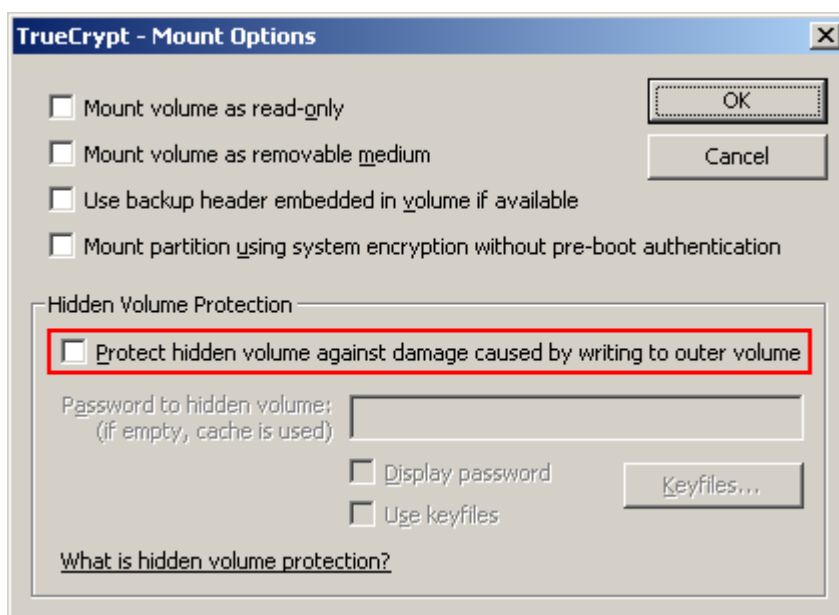 TrueCrypt - Mount Options
Mount volume as read-only
OK
Mount volume as removable medium
Cancel
Use backup header embedded in volume if available
Mount partition using system encryption without pre-boot authentication
Hidden Volume Protection
Protect hidden volume against damage caused by writing to outer volume
Password to hidden volume:
(if empty, cache is used)
Display password
Keyfiles...
Use keyfiles
What is hidden volume protection?